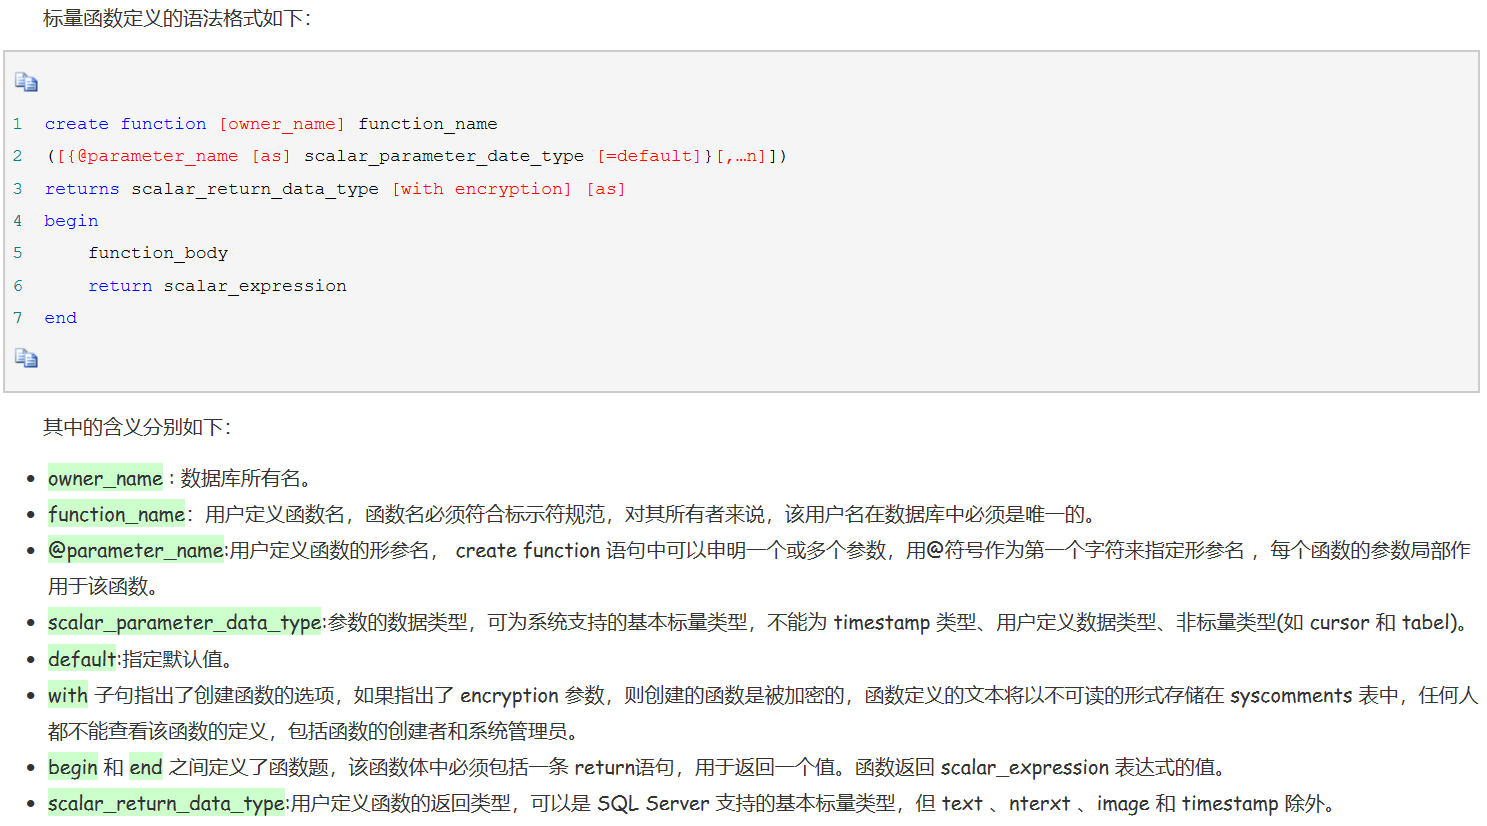 标量函数定义的语法格式如下：
1 create function [owner_name] function_name
2 ([{@parameter_name [as] scalar_parameter_date_type [=default]}[,…n]])
3 returns scalar_return_data_type [with encryption] [as]
4 begin
5 function_body
6 return scalar_expression
7 end
其中的含义分别如下：
owner_name : 数据库所有名。
function_name：用户定义函数名，函数名必须符合标示符规范，对其所有者来说，该用户名在数据库中必须是唯一的。
@parameter_name:用户定义函数的形参名， create function 语句中可以申明一个或多个参数，用@符号作为第一个字符来指定形参名 ，每个函数的参数局部作
用于该函数。
scalar_parameter_data_type:参数的数据类型，可为系统支持的基本标量类型，不能为 timestamp 类型、用户定义数据类型、非标量类型(如 cursor 和 tabel)。
default:指定默认值。
with 子句指出了创建函数的选项，如果指出了 encryption 参数，则创建的函数是被加密的，函数定义的文本将以不可读的形式存储在 syscomments 表中，任何人
都不能查看该函数的定义，包括函数的创建者和系统管理员。
begin 和 end 之间定义了函数题，该函数体中必须包括一条 return语句，用于返回一个值。函数返回 scalar_expression 表达式的值。
scalar_return_data_type:用户定义函数的返回类型，可以是 SQL Server 支持的基本标量类型，但 text 、nterxt 、image 和 timestamp 除外。